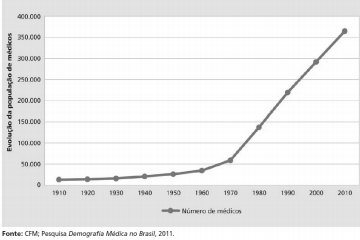 Evolução da população de médicos
400.000
350.000
300.000
250.000
200.000
150.000
100.000
50.000
0
1910 1920 1930 1940 1950 1960 1970 1980 1990 2000 2010
Número de médicos
Fonte: CFM; Pesquisa Demografia Médica no Brasil, 2011.